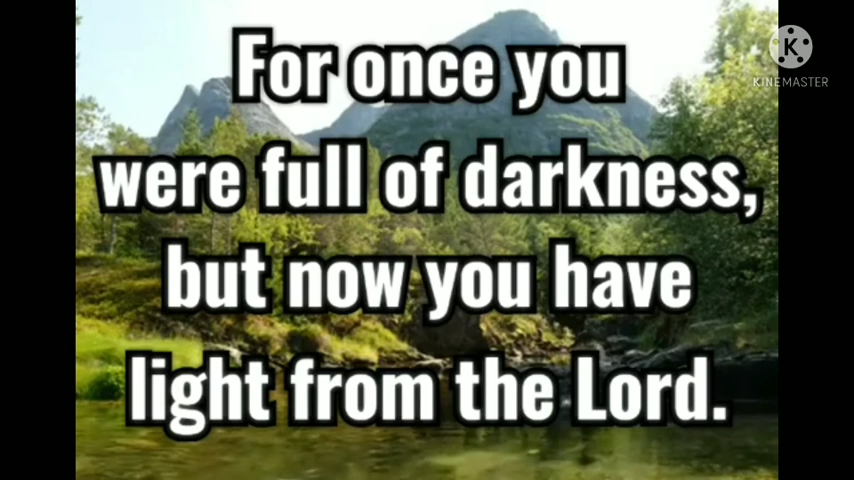 KINEMASTER
For once you
were full of darkness,
but now you have
light from the Lord.